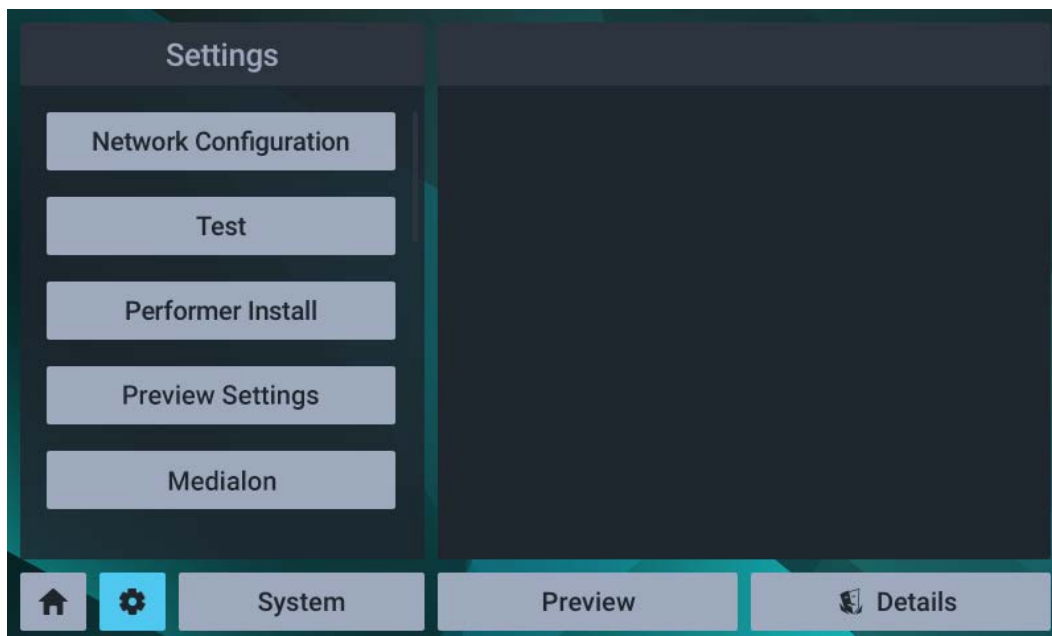 Settings
Network Configuration
Test
Performer Install
Preview Settings
Medialon
System
Preview
Details